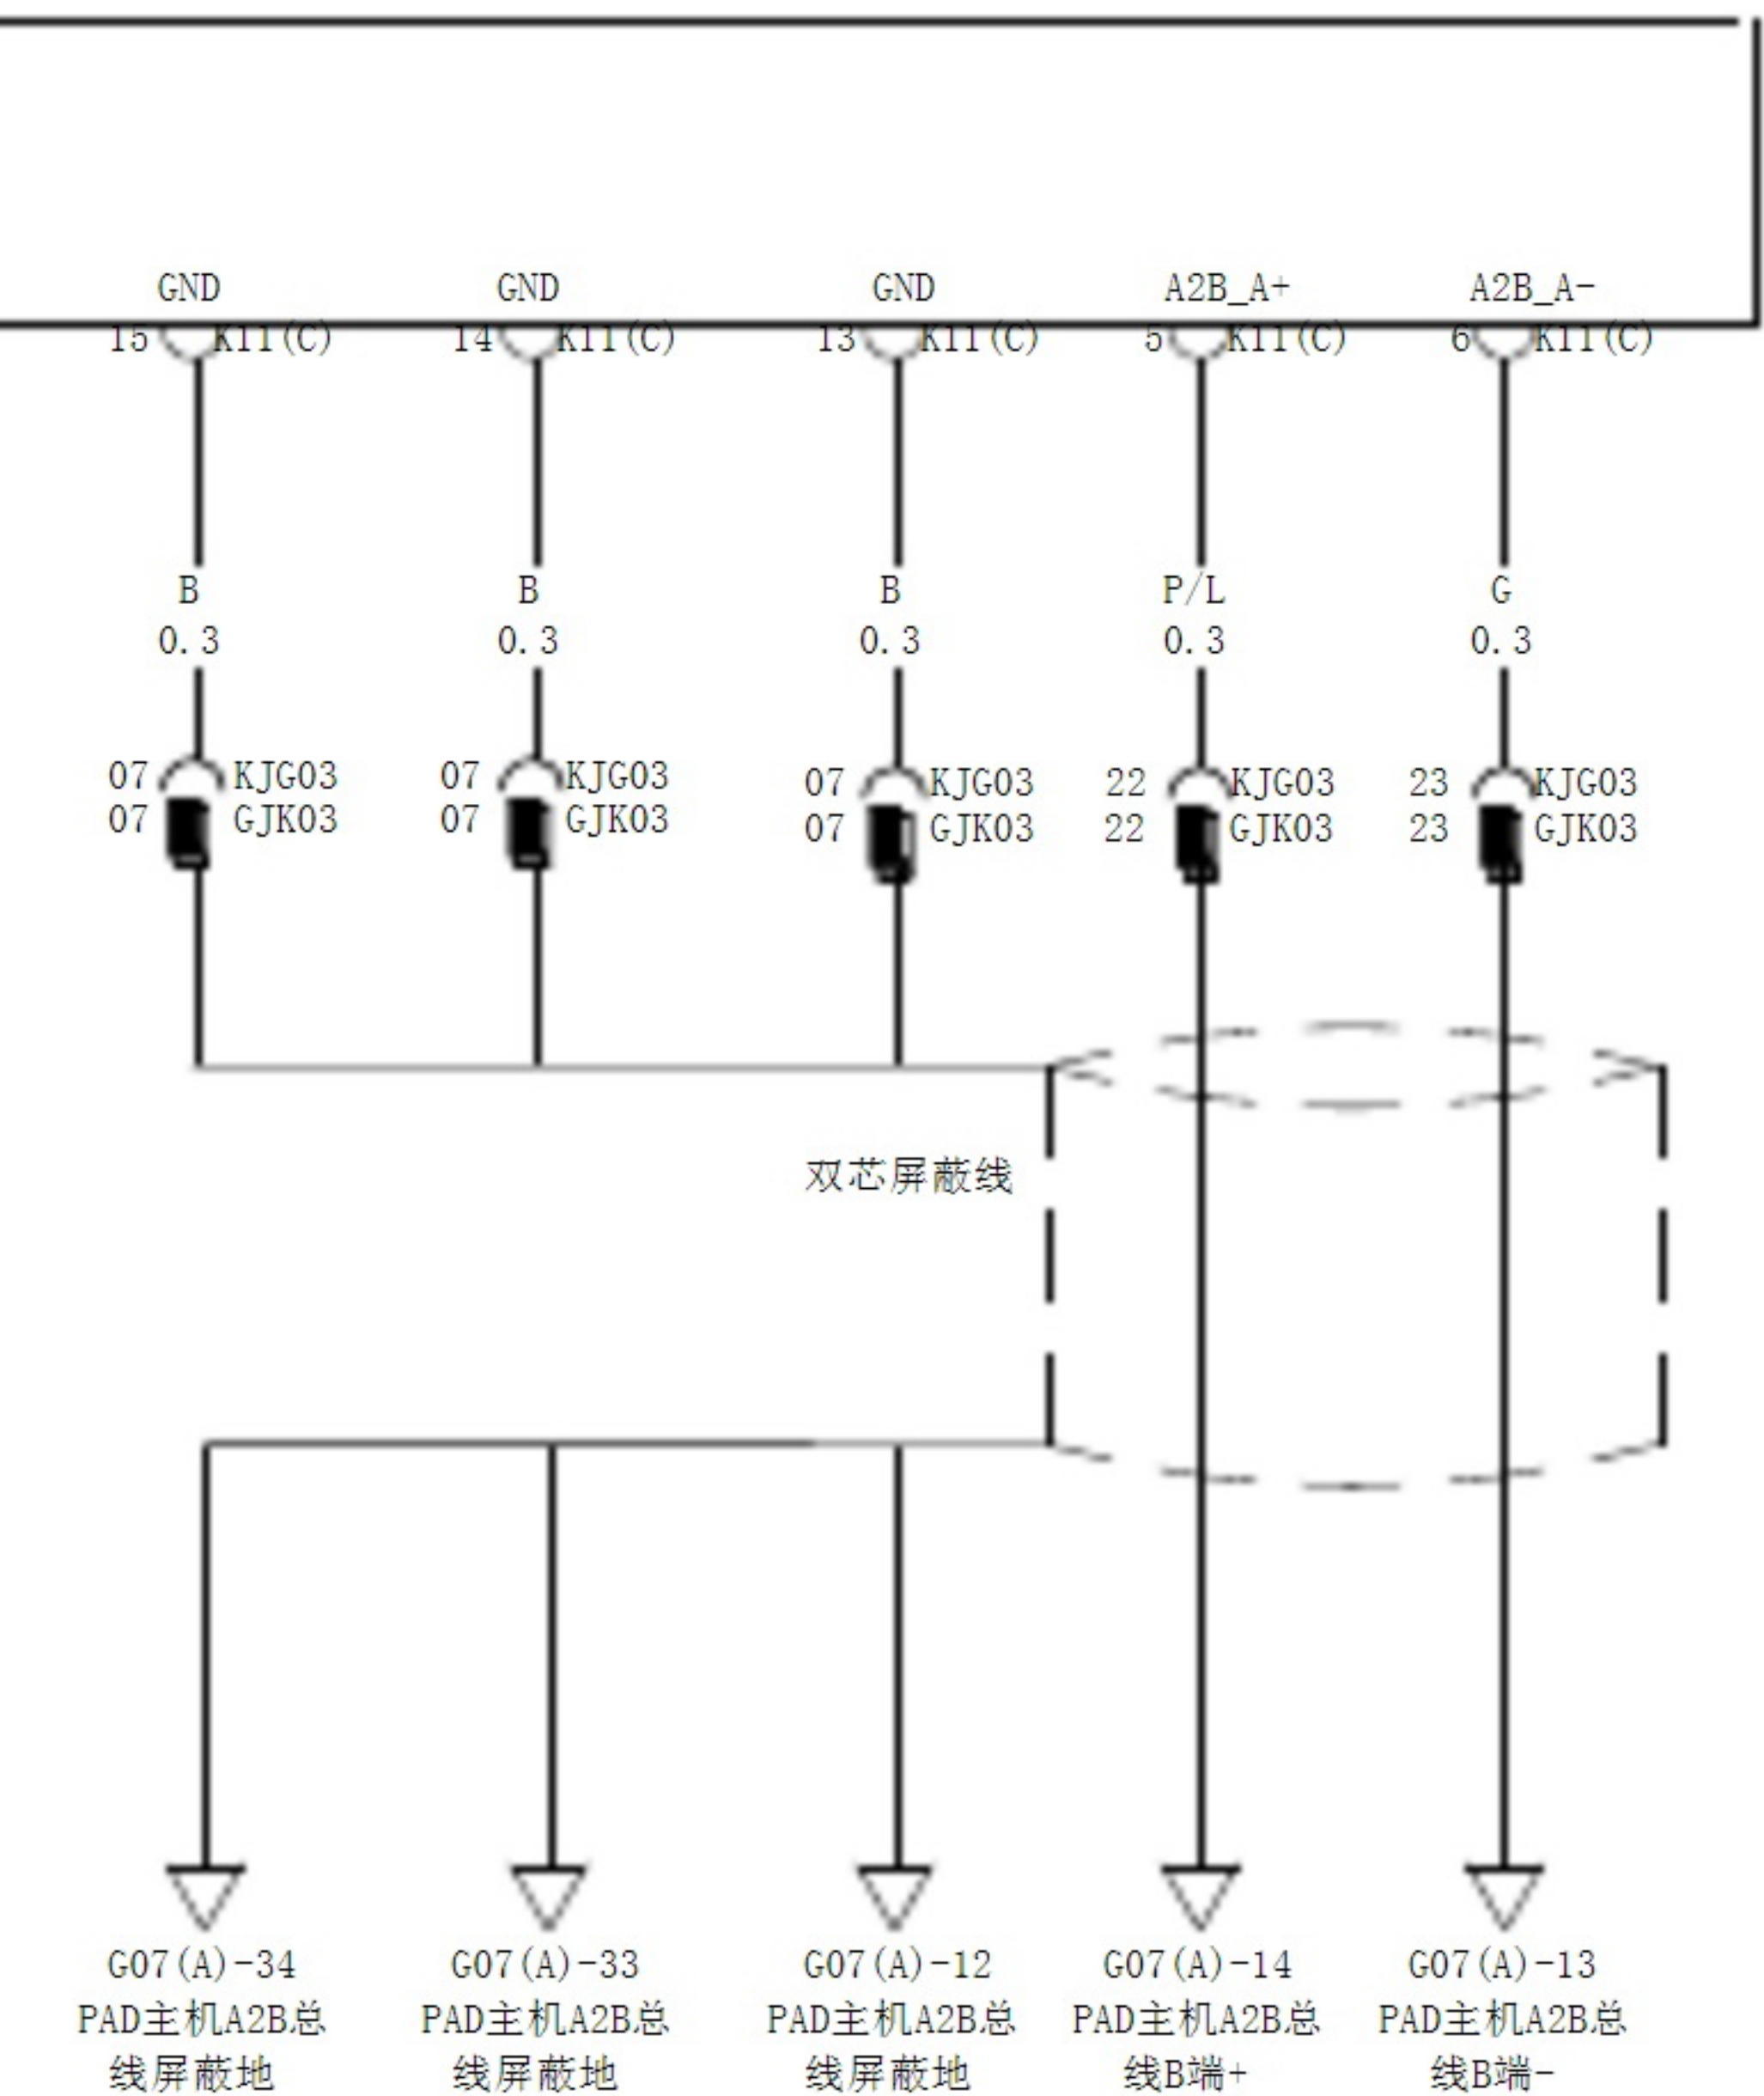 GND GND GND A2B_A+ A2B_A-
15 K11(C) 14 K11(C) 13 K11(C) 5 K11(C) 6 K11(C)
B B B P/L G
0.3 0.3 0.3 0.3 0.3
07 KJG03 07 KJG03 07 KJG03 22 KJG03 23 KJG03
07 GJK03 07 GJK03 07 GJK03 22 GJK03 23 GJK03
双芯屏蔽线
G07(A)-34 G07(A)-33 G07(A)-12 G07(A)-14 G07(A)-13
PAD主机A2B总 PAD主机A2B总 PAD主机A2B总 PAD主机A2B总 PAD主机A2B总
线屏蔽地 线屏蔽地 线屏蔽地 线B端+ 线B端-